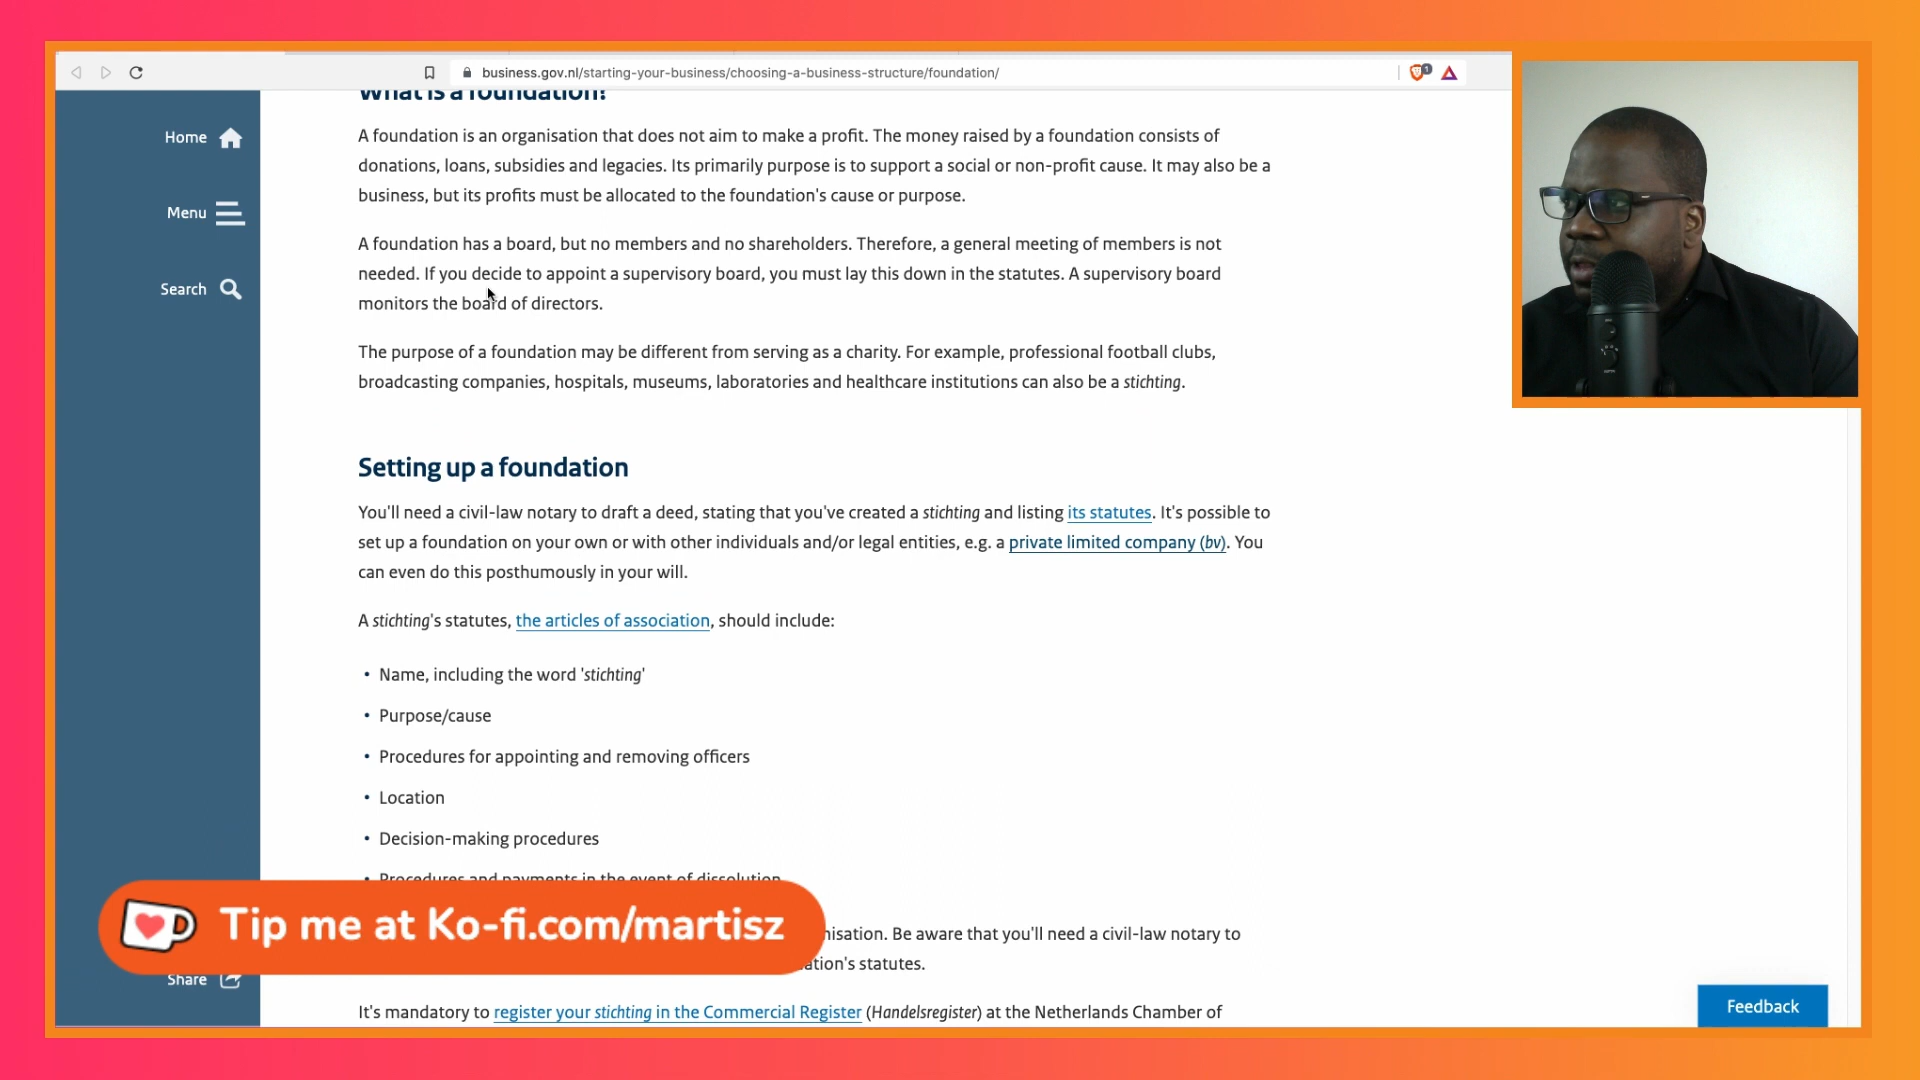 business.gov.nl/starting-your-business/choosing-a-business-structure/foundation/
1
Home
Menu
Search
What is a foundation?
A foundation is an organisation that does not aim to make a profit. The money raised by a foundation consists of
donations, loans, subsidies and legacies. Its primarily purpose is to support a social or non-profit cause. It may also be a
business, but its profits must be allocated to the foundation's cause or purpose.
A foundation has a board, but no members and no shareholders. Therefore, a general meeting of members is not
needed. If you decide to appoint a supervisory board, you must lay this down in the statutes. A supervisory board
monitors the board of directors.
The purpose of a foundation may be different from serving as a charity. For example, professional football clubs,
broadcasting companies, hospitals, museums, laboratories and healthcare institutions can also be a stichting.
Setting up a foundation
You'll need a civil-law notary to draft a deed, stating that you've created a stichting and listing its statutes. It's possible to
set up a foundation on your own or with other individuals and/or legal entities, e.g. a private limited company (bv). You
can even do this posthumously in your will.
A stichting's statutes, the articles of association, should include:
• Name, including the word 'stichting'
• Purpose/cause
• Procedures for appointing and removing officers
• Location
• Decision-making procedures
• Procedures and payments in the event of dissolution
Tip me at Ko-fi.com/martisz
Be aware that you'll need a civil-law notary to
statutes.
Share
It's mandatory to register your stichting in the Commercial Register (Handelsregister) at the Netherlands Chamber of
Feedback